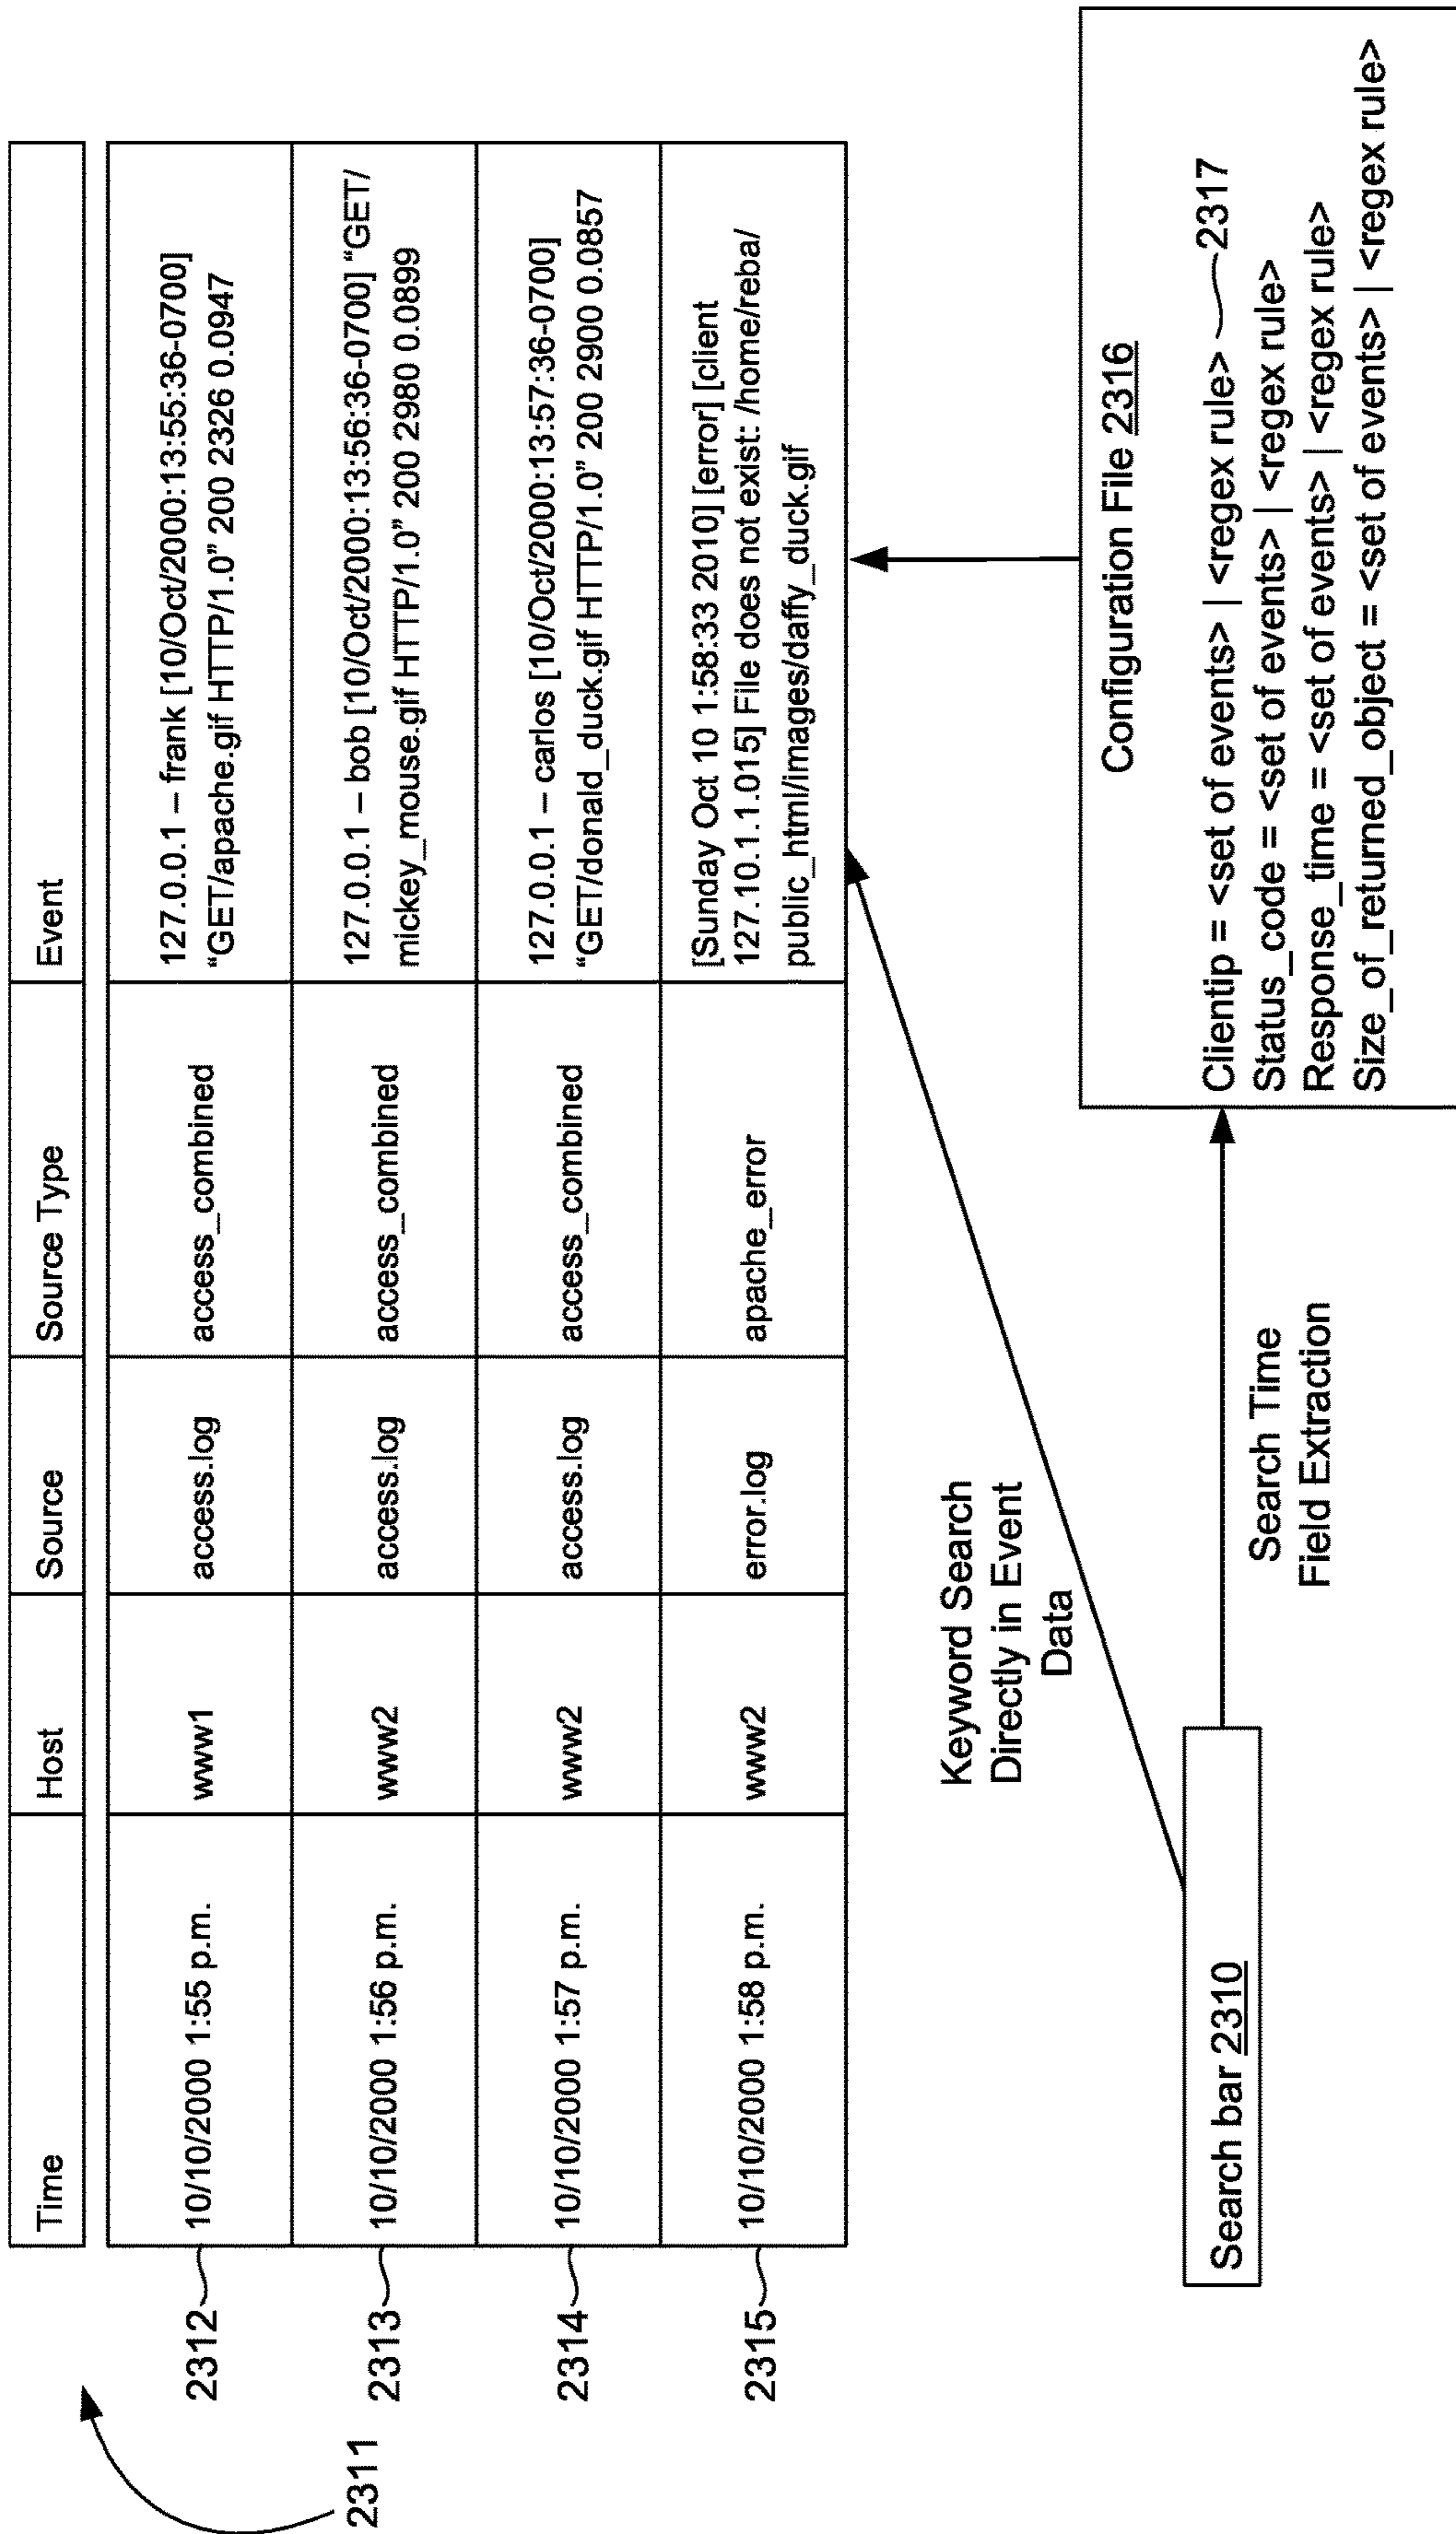 2311
Time
Host
Source
Source Type
Event
2312
10/10/2000 1:55 p.m.
www1
access.log
access_combined
127.0.0.1 – frank [10/Oct/2000:13:55:36-0700]
“GET/apache.gif HTTP/1.0” 200 2326 0.0947
2313
10/10/2000 1:56 p.m.
www2
access.log
access_combined
127.0.0.1 – bob [10/Oct/2000:13:56:36-0700] “GET/
mickey_mouse.gif HTTP/1.0” 200 2980 0.0899
2314
10/10/2000 1:57 p.m.
www2
access.log
access_combined
127.0.0.1 – carlos [10/Oct/2000:13:57:36-0700]
“GET/donald_duck.gif HTTP/1.0” 200 2900 0.0857
2315
10/10/2000 1:58 p.m.
www2
error.log
apache_error
[Sunday Oct 10 1:58:33 2010] [error] [client
127.10.1.1.015] File does not exist: /home/reba/
public_html/images/daffy_duck.gif
Keyword Search
Directly in Event
Data
Search bar 2310
Search Time
Field Extraction
Configuration File 2316
Clientip = <set of events> | <regex rule> 2317
Status_code = <set of events> | <regex rule>
Response_time = <set of events> | <regex rule>
Size_of_returned_object = <set of events> | <regex rule>